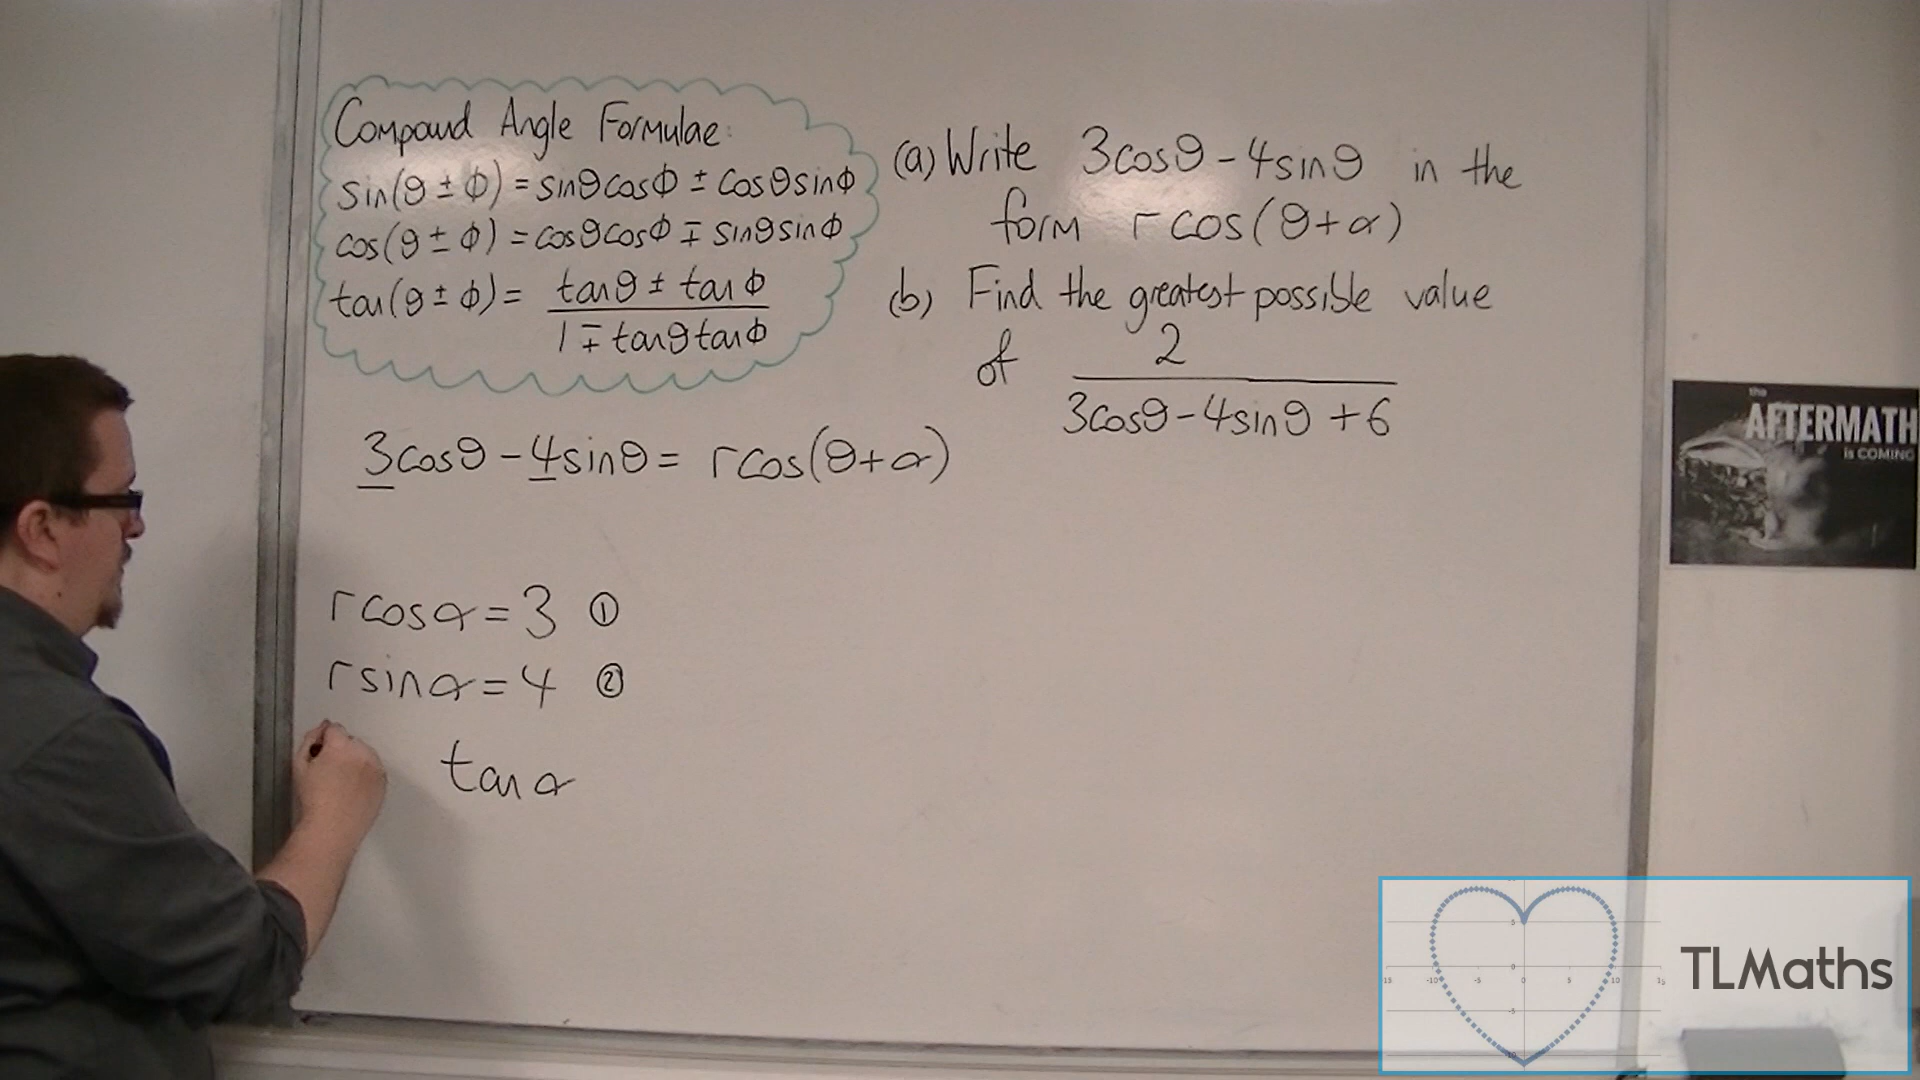 Compound Angle Formulae:
sin(θ ± ϕ) = sinθcosϕ ± cosθsinϕ
cos(θ ± ϕ) = cosθcosϕ ∓ sinθsinϕ
tan(θ ± ϕ) = tanθ ± tanϕ
1 ∓ tanθtanϕ
(a) Write 3cosθ - 4sinθ in the
form rcos(θ+α)
(b) Find the greatest possible value
of 2
3cosθ - 4sinθ + 6
3cosθ - 4sinθ = rcos(θ+α)
rcosα = 3 ①
rsinα = 4 ②
tanα
the
AFTERMATH
is COMING
TLMaths